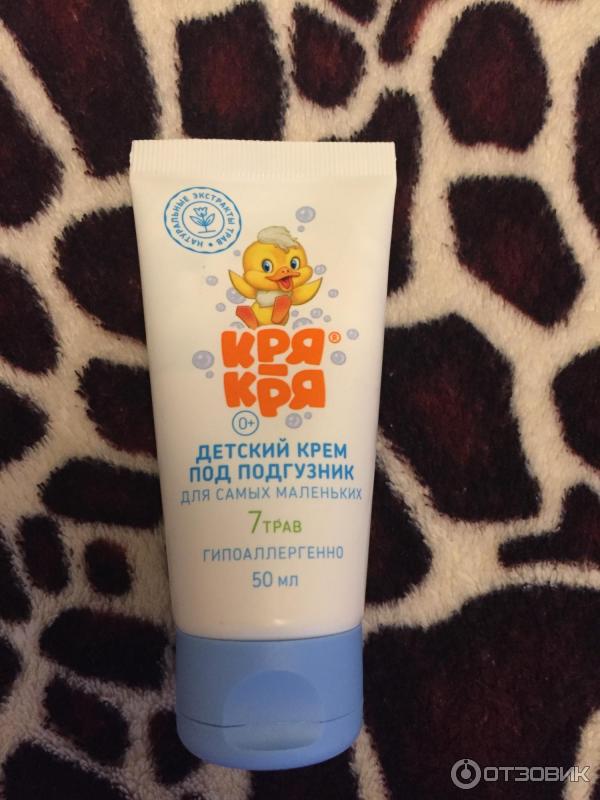 НАТУРАЛЬНЫЕ ЭКСТРАКТЫ ТРАВ •
КРЯ®
-
КРЯ
0+
ДЕТСКИЙ КРЕМ
ПОД ПОДГУЗНИК
ДЛЯ САМЫХ МАЛЕНЬКИХ
7 ТРАВ
ГИПОАЛЛЕРГЕННО
50 МЛ
ОТЗОВИК